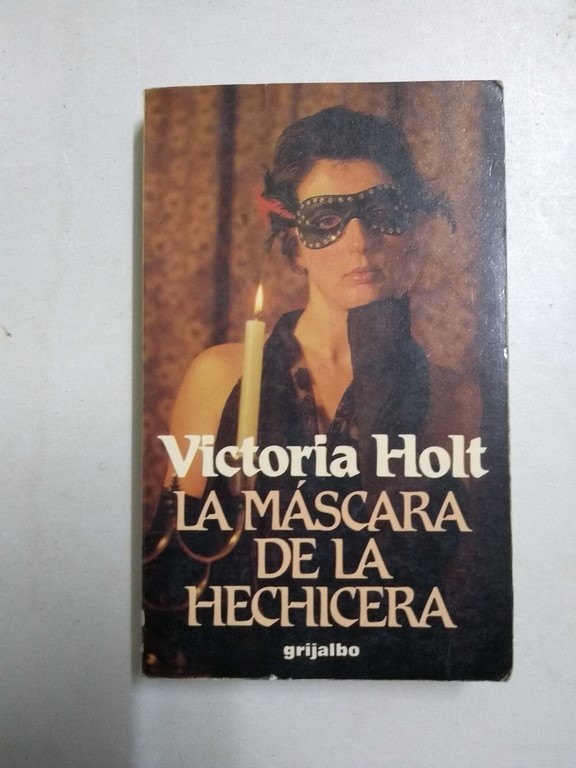 Victoria Holt
LA MÁSCARA
DE LA
HECHICERA
grijalbo